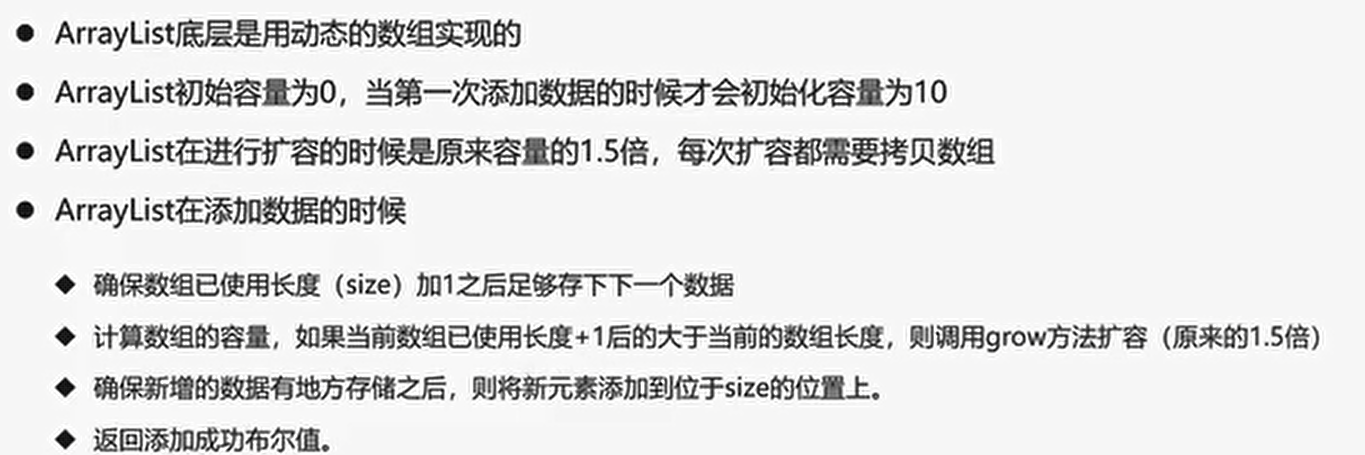 ● ArrayList底层是用动态的数组实现的
● ArrayList初始容量为0，当第一次添加数据的时候才会初始化容量为10
● ArrayList在进行扩容的时候是原来容量的1.5倍，每次扩容都需要拷贝数组
● ArrayList在添加数据的时候
◆ 确保数组已使用长度（size）加1之后足够存下下一个数据
◆ 计算数组的容量，如果当前数组已使用长度+1后的大于当前的数组长度，则调用grow方法扩容（原来的1.5倍）
◆ 确保新增的数据有地方存储之后，则将新元素添加到位于size的位置上。
◆ 返回添加成功布尔值。